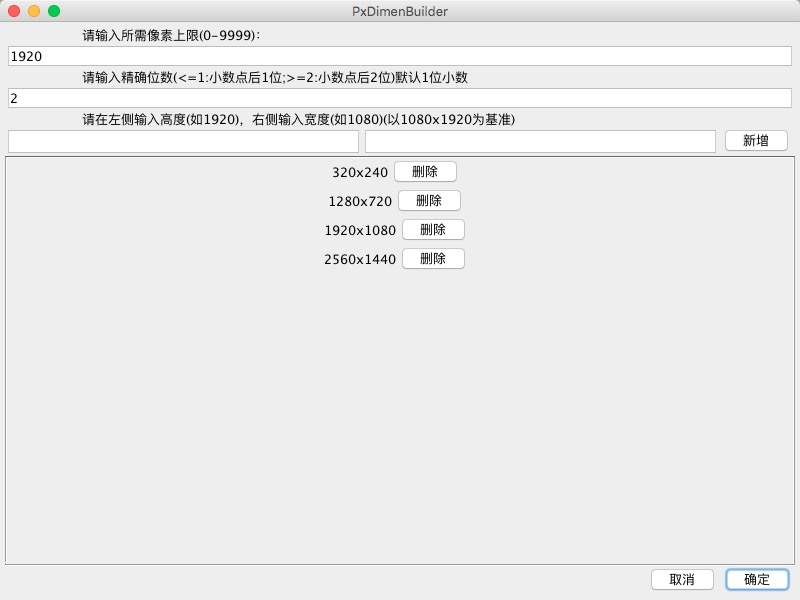 PxDimenBuilder
请输入所需像素上限(0-9999):
1920
请输入精确位数(<=1:小数点后1位;>=2:小数点后2位)默认1位小数
2
请在左侧输入高度(如1920)，右侧输入宽度(如1080)(以1080x1920为基准)
新增
320x240 删除
1280x720 删除
1920x1080 删除
2560x1440 删除
取消 确定